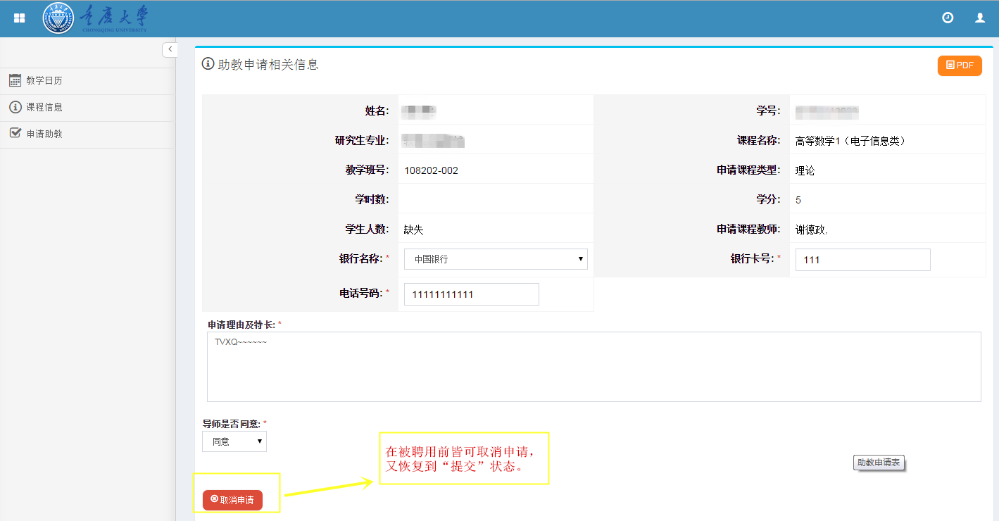 重庆大学
CHONGQING UNIVERSITY
教学日历
课程信息
申请助教
助教申请相关信息
PDF
姓名:
学号:
研究生专业:
课程名称: 高等数学1（电子信息类）
教学班号: 108202-002
申请课程类型: 理论
学时数:
学分: 5
学生人数: 缺失
申请课程教师: 谢德政,
银行名称: * 中国银行
银行卡号: * 111
电话号码: * 11111111111
申请理由及特长: *
TVXQ~~~~~~
导师是否同意: *
同意
在被聘用前皆可取消申请，
又恢复到“提交”状态。
助教申请表
取消申请